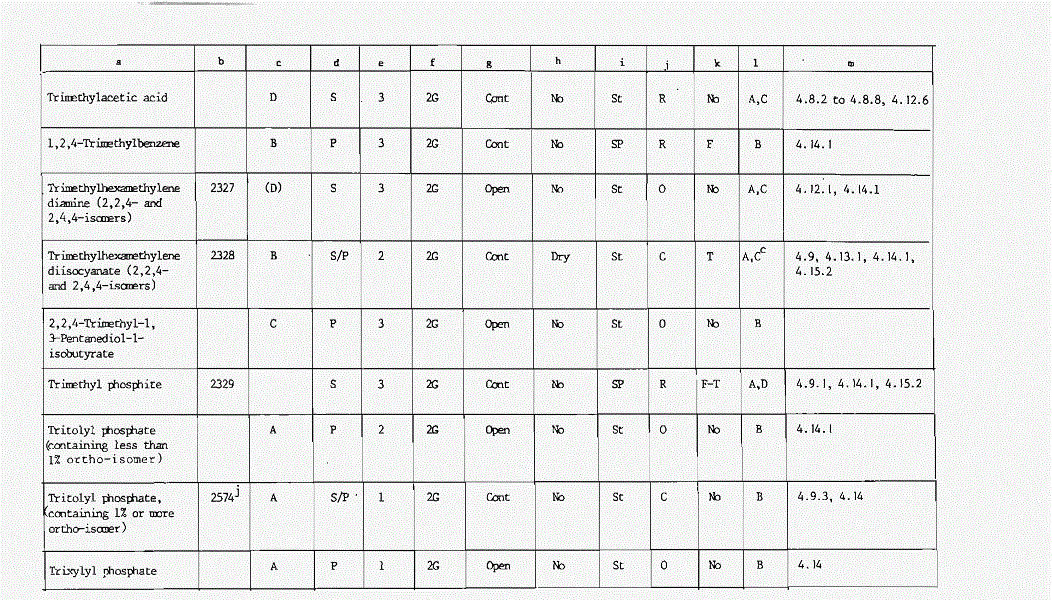 a b c d e f g h i j k l m
Trimethylacetic acid D S 3 2G Cont No St R No A,C 4.8.2 to 4.8.8, 4.12.6
1,2,4-Trimethylbenzene B P 3 2G Cont No SP R F B 4.14.1
Trimethylhexamethylene 2327 (D) S 3 2G Open No St O No A,C 4.12.1, 4.14.1
diamine (2,2,4- and
2,4,4-isomers)
Trimethylhexamethylene 2328 B S/P 2 2G Cont Dry St C T A,C^C 4.9, 4.13.1, 4.14.1,
diisocyanate (2,2,4- 4.15.2
and 2,4,4-isomers)
2,2,4-Trimethyl-1, C P 3 2G Open No St O No B
3-Pentanediol-1-
isobutyrate
Trimethyl phosphite 2329 S 3 2G Cont No SP R F-T A,D 4.9.1, 4.14.1, 4.15.2
Tritolyl phosphate A P 2 2G Open No St O No B 4.14.1
(containing less than
1% ortho-isomer)
Tritolyl phosphate, 2574^j A S/P 1 2G Cont No St C No B 4.9.3, 4.14
(containing 1% or more
ortho-isomer)
Trixylyl phosphate A P 1 2G Open No St O No B 4.14